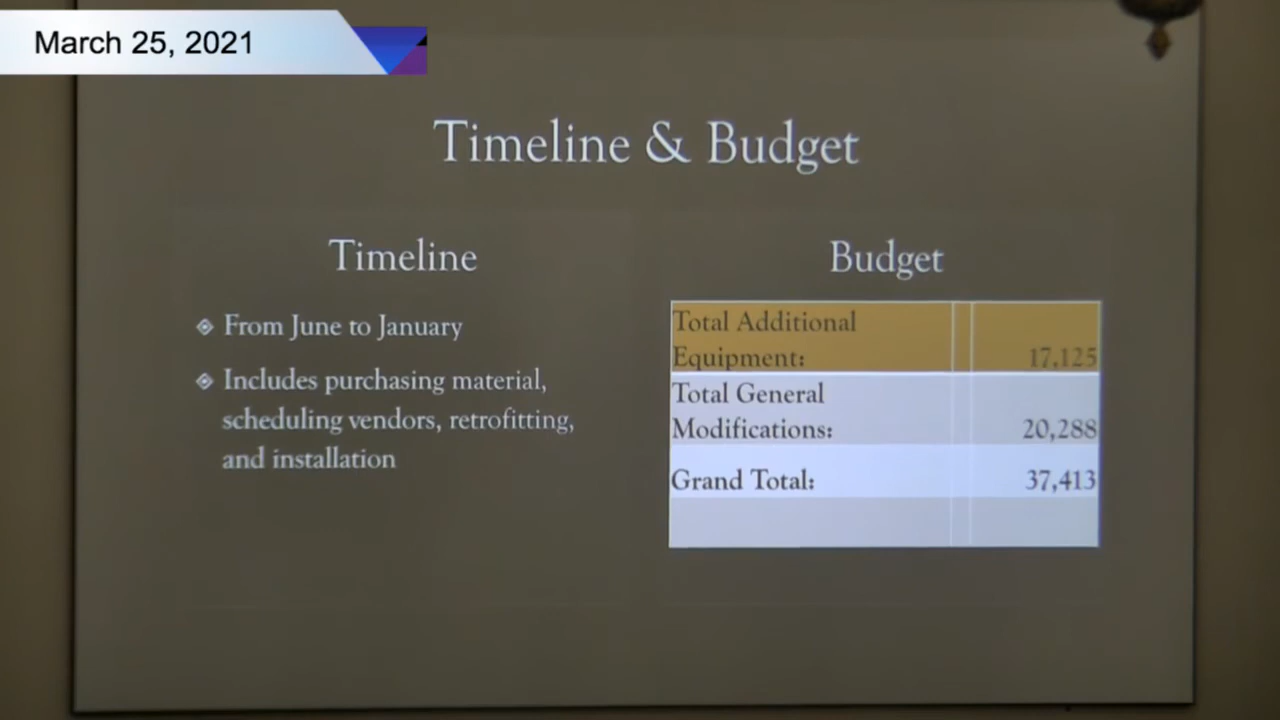 March 25, 2021
Timeline & Budget
Timeline
From June to January
Includes purchasing material,
scheduling vendors, retrofitting,
and installation
Budget
Total Additional
Equipment: 17,125
Total General
Modifications: 20,288
Grand Total: 37,413